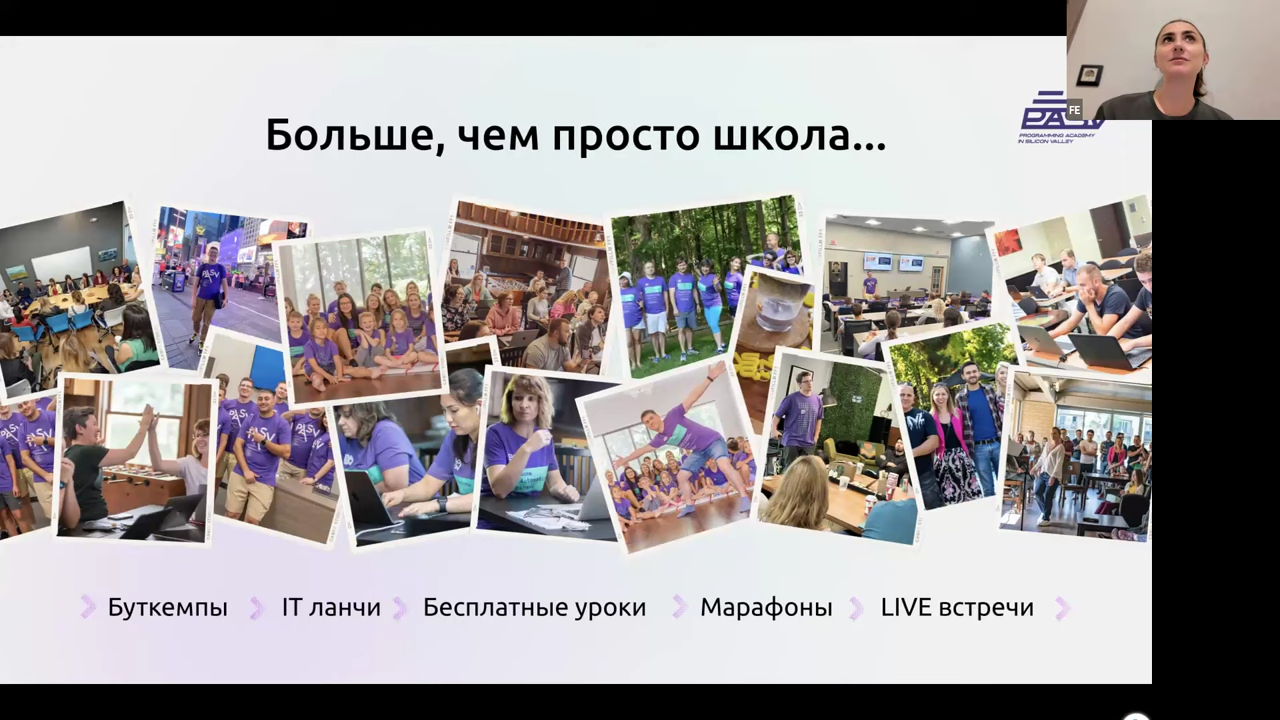 Больше, чем просто школа...
FE
PROGRAMMING ACADEMY
IN SILICON VALLEY
PASV
PASV
Буткемпы
IT ланчи
Бесплатные уроки
Марафоны
LIVE встречи